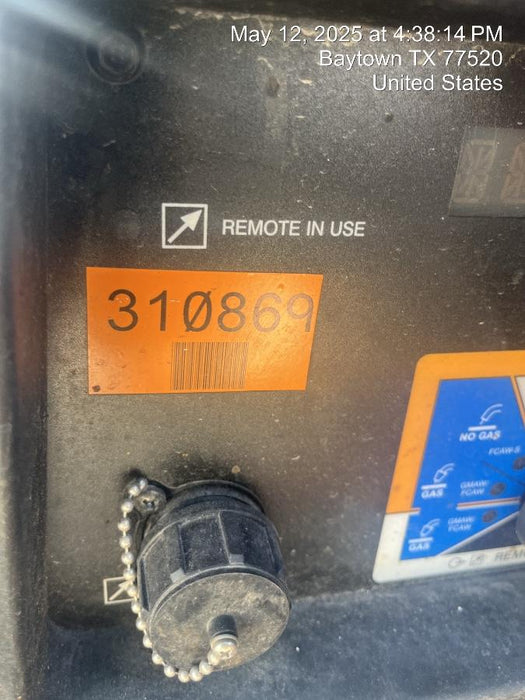 May 12, 2025 at 4:38:14 PM
Baytown TX 77520
United States
REMOTE IN USE
310869
NO GAS
FCAW-S
GAS
GMAW/
FCAW
GAS
GMAW/
FCAW